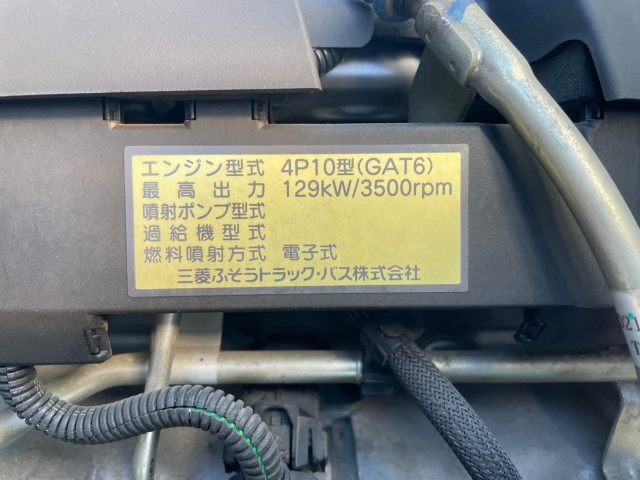 エンジン型式 4P10型(GAT6)
最高出力 129kW/3500rpm
噴射ポンプ型式
過給機型式
燃料噴射方式 電子式
三菱ふそうトラック・バス株式会社